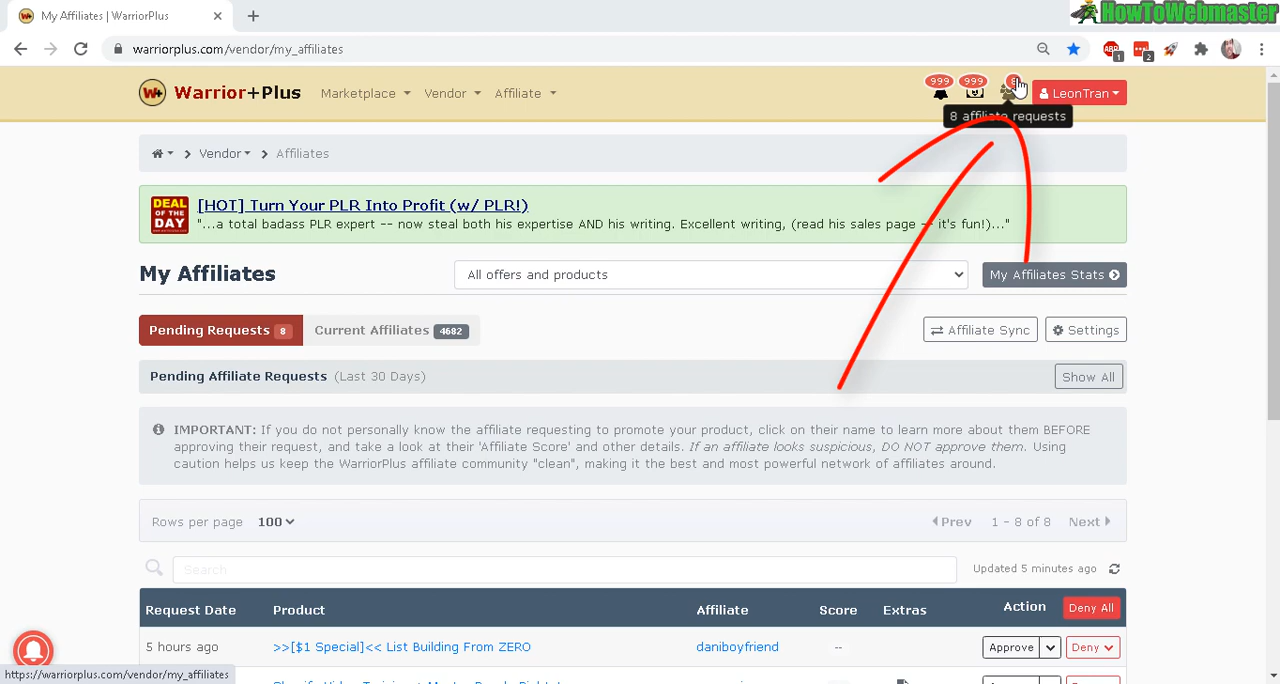 My Affiliates | WarriorPlus
HowToWebmaster
warriorplus.com/vendor/my_affiliates
ABP 1 2
W+ Warrior+Plus Marketplace Vendor Affiliate 999 999 8 LeonTran
8 affiliate requests
Vendor Affiliates
DEAL OF THE DAY
[HOT] Turn Your PLR Into Profit (w/ PLR!)
"...a total badass PLR expert -- now steal both his expertise AND his writing. Excellent writing, (read his sales page -- it's fun!)..."
My Affiliates All offers and products My Affiliates Stats
Pending Requests 8 Current Affiliates 4682 Affiliate Sync Settings
Pending Affiliate Requests (Last 30 Days) Show All
IMPORTANT: If you do not personally know the affiliate requesting to promote your product, click on their name to learn more about them BEFORE
approving their request, and take a look at their 'Affiliate Score' and other details. If an affiliate looks suspicious, DO NOT approve them. Using
caution helps us keep the WarriorPlus affiliate community "clean", making it the best and most powerful network of affiliates around.
Rows per page 100 Prev 1 - 8 of 8 Next
Search Updated 5 minutes ago
Request Date Product Affiliate Score Extras Action Deny All
5 hours ago >>[$1 Special]<< List Building From ZERO daniboyfriend -- Approve Deny
https://warriorplus.com/vendor/my_affiliates